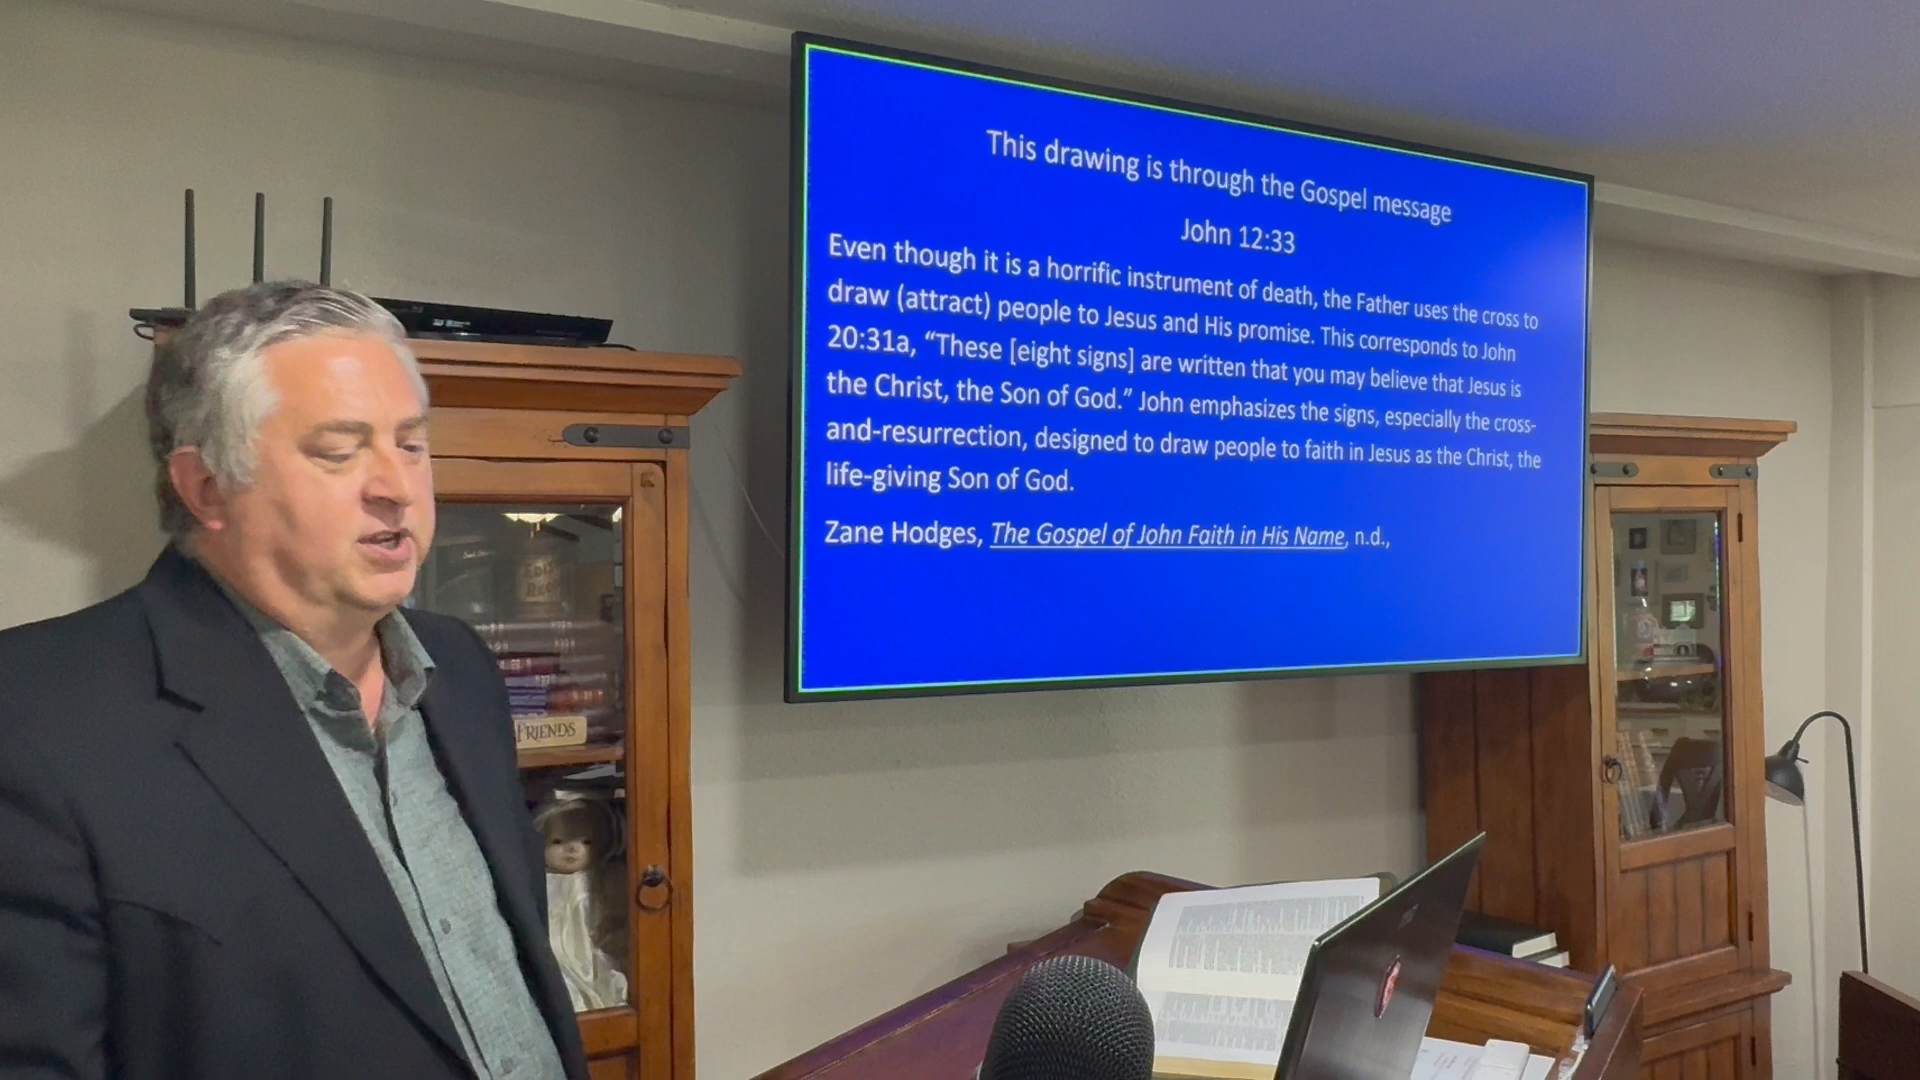 This drawing is through the Gospel message
John 12:33
Even though it is a horrific instrument of death, the Father uses the cross to
draw (attract) people to Jesus and His promise. This corresponds to John
20:31a, “These [eight signs] are written that you may believe that Jesus is
the Christ, the Son of God.” John emphasizes the signs, especially the cross-
and-resurrection, designed to draw people to faith in Jesus as the Christ, the
life-giving Son of God.
Zane Hodges, The Gospel of John Faith in His Name, n.d.,
FRIENDS